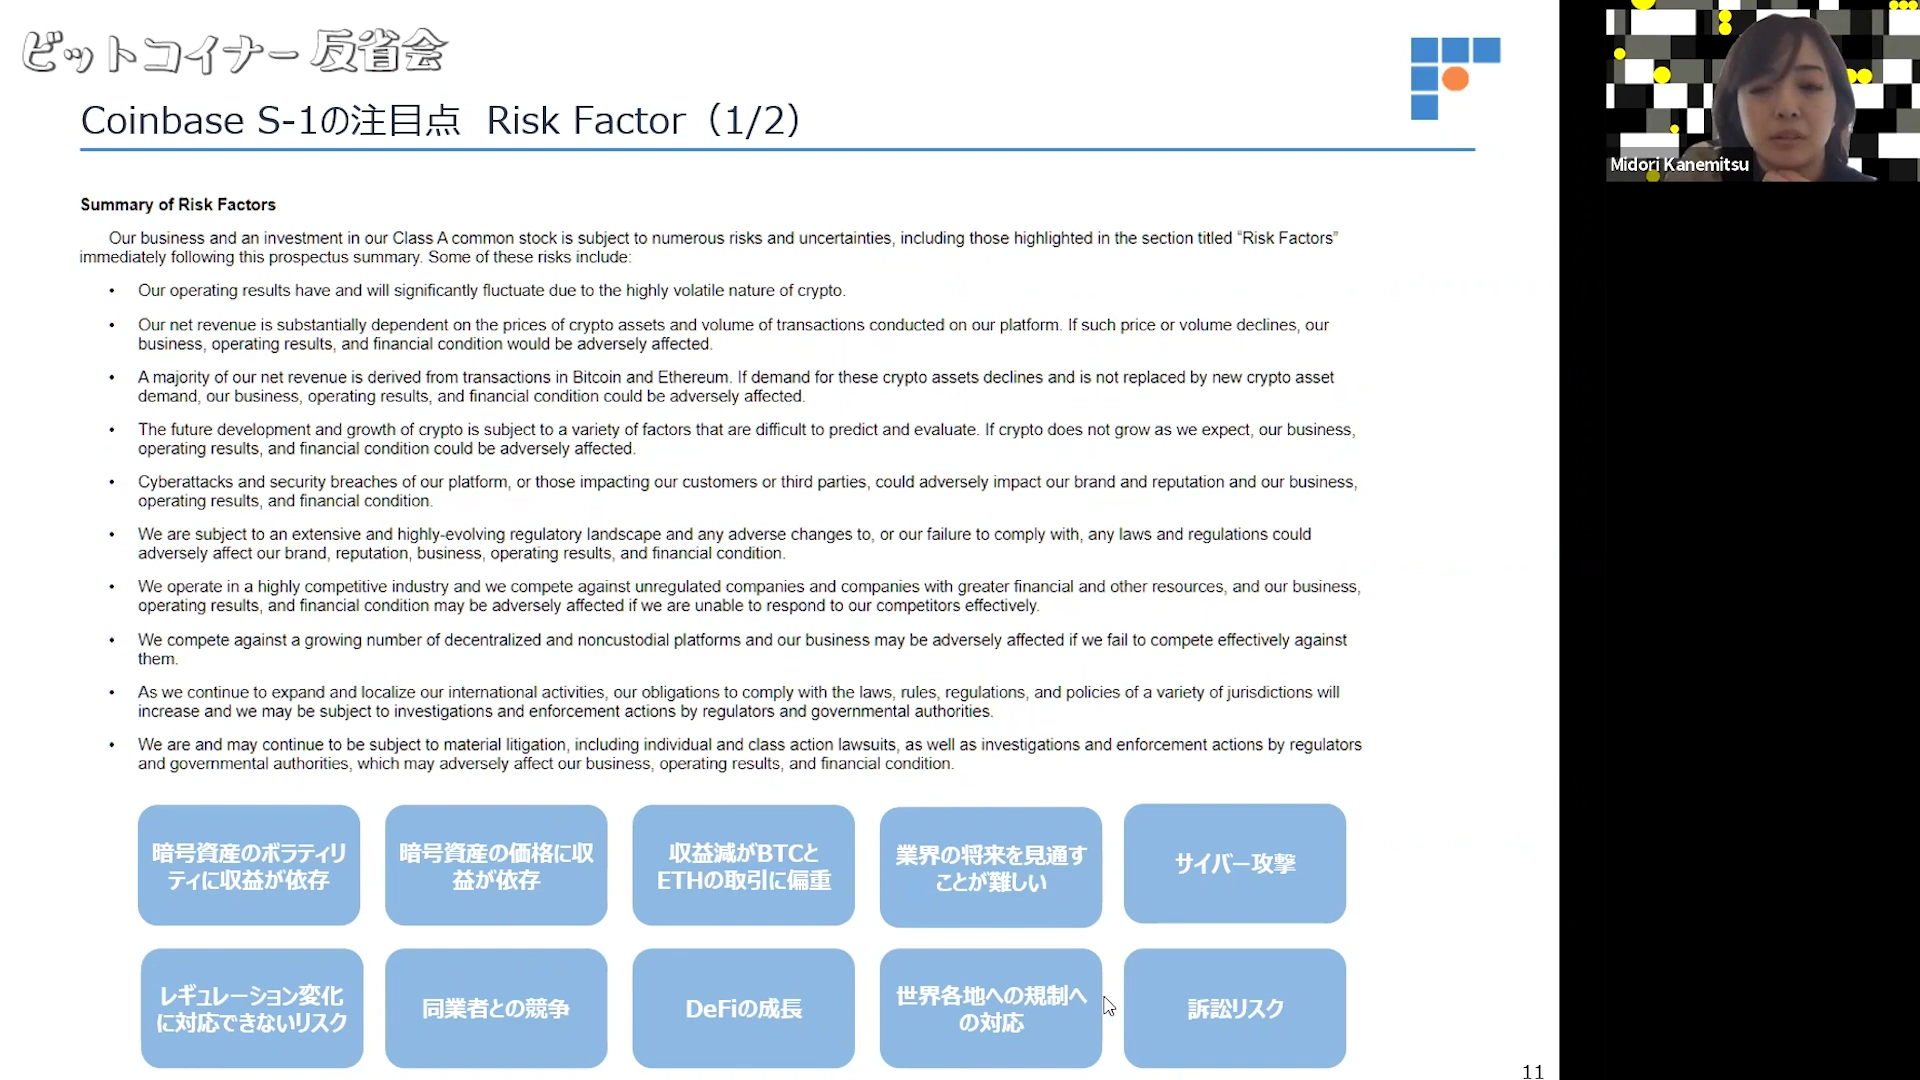 ビットコイナー反省会
Coinbase S-1の注目点 Risk Factor（1/2）
Midori Kanemitsu
Summary of Risk Factors
Our business and an investment in our Class A common stock is subject to numerous risks and uncertainties, including those highlighted in the section titled “Risk Factors”
immediately following this prospectus summary. Some of these risks include:
• Our operating results have and will significantly fluctuate due to the highly volatile nature of crypto.
• Our net revenue is substantially dependent on the prices of crypto assets and volume of transactions conducted on our platform. If such price or volume declines, our
business, operating results, and financial condition would be adversely affected.
• A majority of our net revenue is derived from transactions in Bitcoin and Ethereum. If demand for these crypto assets declines and is not replaced by new crypto asset
demand, our business, operating results, and financial condition could be adversely affected.
• The future development and growth of crypto is subject to a variety of factors that are difficult to predict and evaluate. If crypto does not grow as we expect, our business,
operating results, and financial condition could be adversely affected.
• Cyberattacks and security breaches of our platform, or those impacting our customers or third parties, could adversely impact our brand and reputation and our business,
operating results, and financial condition.
• We are subject to an extensive and highly-evolving regulatory landscape and any adverse changes to, or our failure to comply with, any laws and regulations could
adversely affect our brand, reputation, business, operating results, and financial condition.
• We operate in a highly competitive industry and we compete against unregulated companies and companies with greater financial and other resources, and our business,
operating results, and financial condition may be adversely affected if we are unable to respond to our competitors effectively.
• We compete against a growing number of decentralized and noncustodial platforms and our business may be adversely affected if we fail to compete effectively against
them.
• As we continue to expand and localize our international activities, our obligations to comply with the laws, rules, regulations, and policies of a variety of jurisdictions will
increase and we may be subject to investigations and enforcement actions by regulators and governmental authorities.
• We are and may continue to be subject to material litigation, including individual and class action lawsuits, as well as investigations and enforcement actions by regulators
and governmental authorities, which may adversely affect our business, operating results, and financial condition.
暗号資産のボラティリ
ティに収益が依存
暗号資産の価格に収
益が依存
収益減がBTCと
ETHの取引に偏重
業界の将来を見通す
ことが難しい
サイバー攻撃
レギュレーション変化
に対応できないリスク
同業者との競争
DeFiの成長
世界各地への規制へ
の対応
訴訟リスク
11